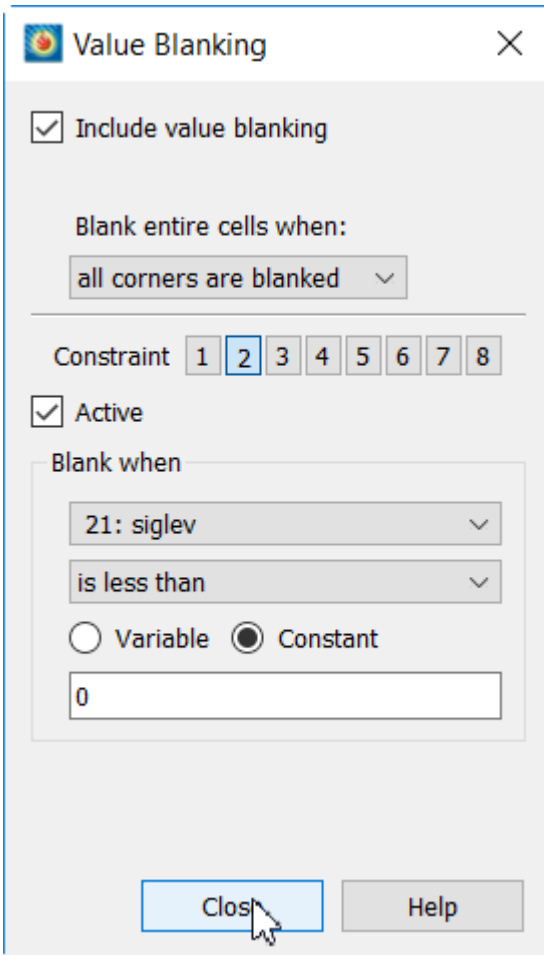 Value Blanking
Include value blanking
Blank entire cells when:
all corners are blanked
Constraint 1 2 3 4 5 6 7 8
Active
Blank when
21: siglev
is less than
Variable Constant
0
Close Help